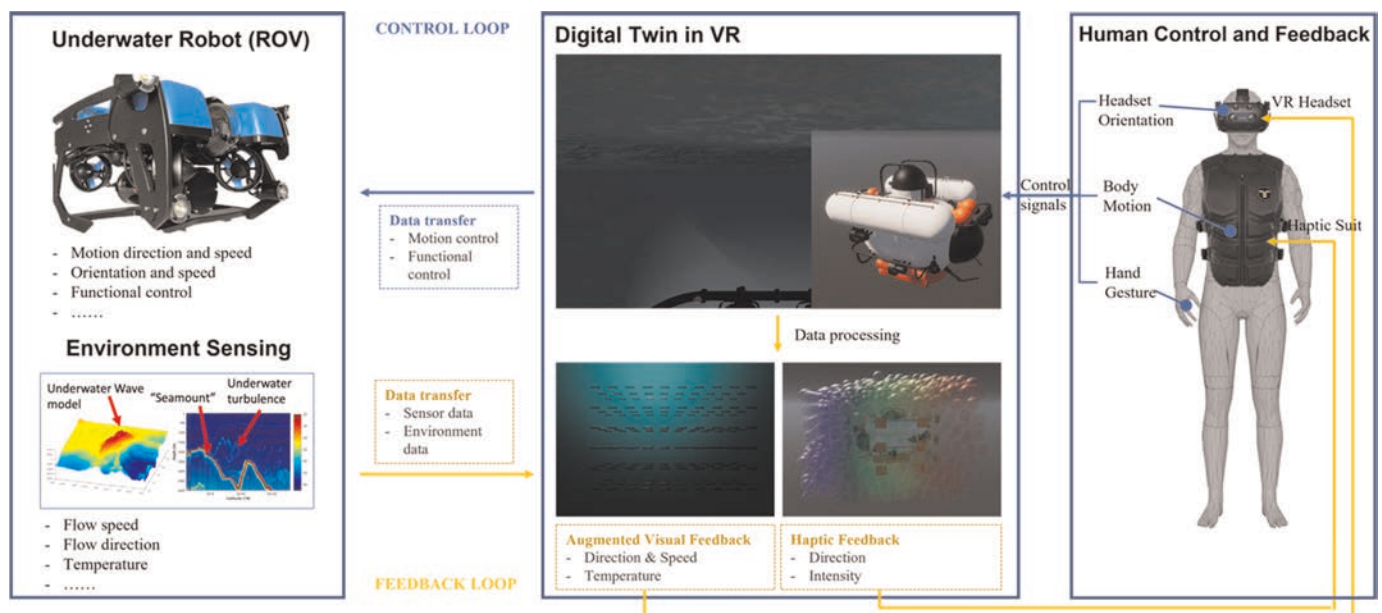 Underwater Robot (ROV)
- Motion direction and speed
- Orientation and speed
- Functional control
- ......
Environment Sensing
Underwater Wave
model
"Seamount"
Underwater
turbulence
- Flow speed
- Flow direction
- Temperature
- ......
CONTROL LOOP
Data transfer
- Motion control
- Functional
control
Data transfer
- Sensor data
- Environment
data
FEEDBACK LOOP
Digital Twin in VR
Data processing
Augmented Visual Feedback
- Direction & Speed
- Temperature
Haptic Feedback
- Direction
- Intensity
Control
signals
Human Control and Feedback
Headset
Orientation
VR Headset
Body
Motion
Haptic Suit
Hand
Gesture